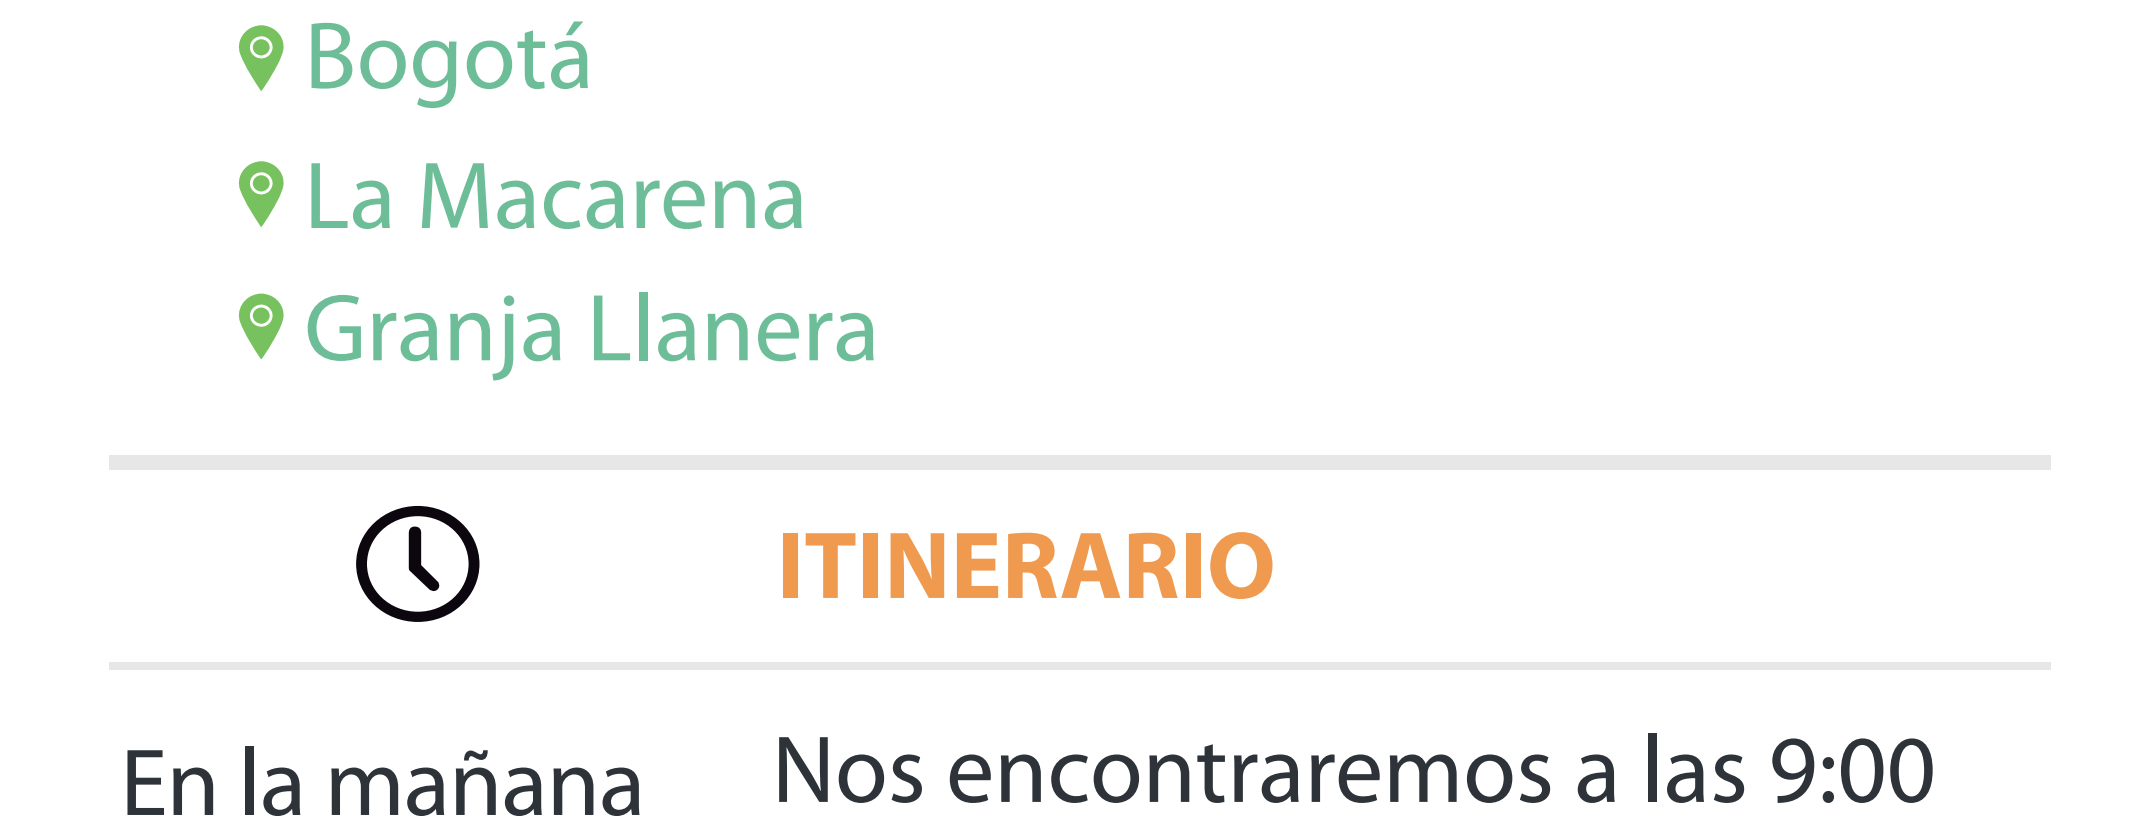 Bogotá
La Macarena
Granja Llanera
ITINERARIO
En la mañana
Nos encontraremos a las 9:00